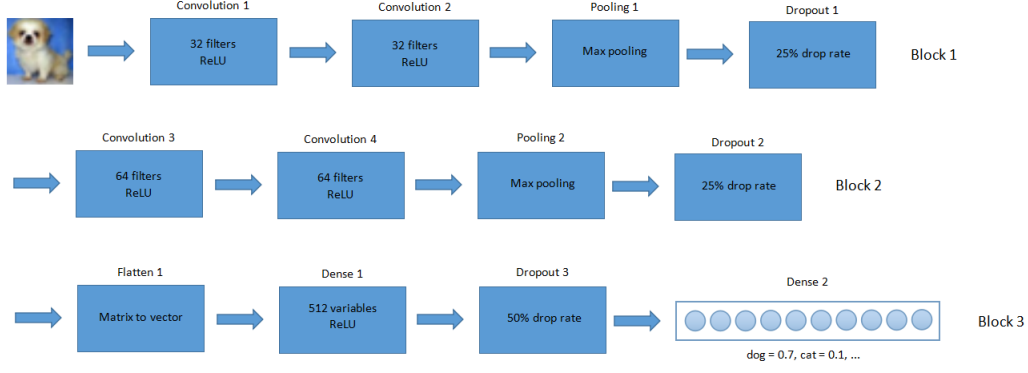 Convolution 1
Convolution 2
Pooling 1
Dropout 1
32 filters
ReLU
32 filters
ReLU
Max pooling
25% drop rate
Block 1
Convolution 3
Convolution 4
Pooling 2
Dropout 2
64 filters
ReLU
64 filters
ReLU
Max pooling
25% drop rate
Block 2
Flatten 1
Dense 1
Dropout 3
Dense 2
Matrix to vector
512 variables
ReLU
50% drop rate
Block 3
dog = 0.7, cat = 0.1, ...